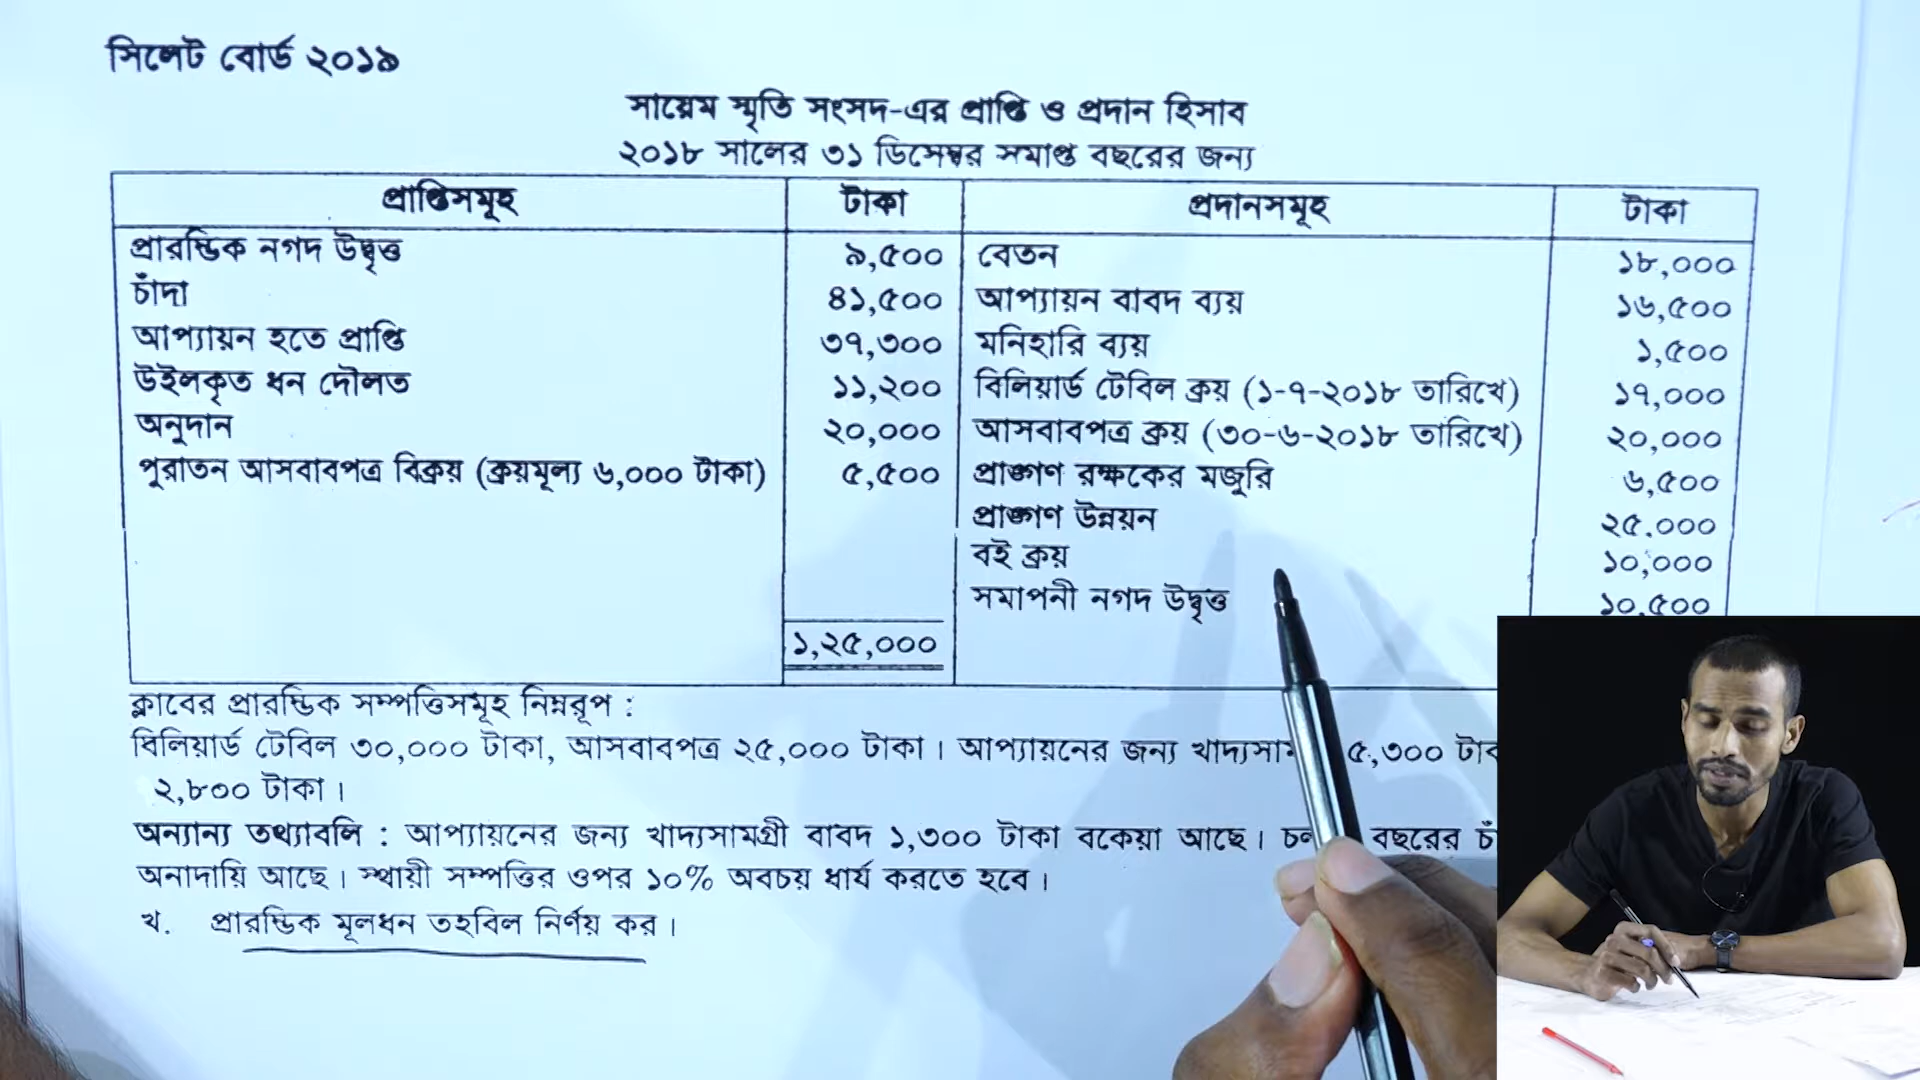 সিলেট বোর্ড ২০১৯
সায়েম স্মৃতি সংসদ-এর প্রাপ্তি ও প্রদান হিসাব
২০১৮ সালের ৩১ ডিসেম্বর সমাপ্ত বছরের জন্য
প্রাপ্তিসমূহ টাকা প্রদানসমূহ টাকা
প্রারম্ভিক নগদ উদ্বৃত্ত ৯,৫০০ বেতন ১৮,০০০
চাঁদা ৪১,৫০০ আপ্যায়ন বাবদ ব্যয় ১৬,৫০০
আপ্যায়ন হতে প্রাপ্তি ৩৭,৩০০ মনিহারি ব্যয় ১,৫০০
উইলকৃত ধন দৌলত ১১,২০০ বিলিয়ার্ড টেবিল ক্রয় (১-৭-২০১৮ তারিখে) ১৭,০০০
অনুদান ২০,০০০ আসবাবপত্র ক্রয় (৩০-৬-২০১৮ তারিখে) ২০,০০০
পুরাতন আসবাবপত্র বিক্রয় (ক্রয়মূল্য ৬,০০০ টাকা) ৫,৫০০ প্রাঙ্গণ রক্ষকের মজুরি ৬,৫০০
প্রাঙ্গণ উন্নয়ন ২৫.০০০
বই ক্রয় ১০,০০০
সমাপনী নগদ উদ্বৃত্ত ১০,৫০০
১,২৫,০০০
ক্লাবের প্রারম্ভিক সম্পত্তিসমূহ নিম্নরূপ :
বিলিয়ার্ড টেবিল ৩০,০০০ টাকা, আসবাবপত্র ২৫,০০০ টাকা। আপ্যায়নের জন্য ৫,৩০০
২,৮০০ টাকা।
অন্যান্য তথ্যাবলি : আপ্যায়নের জন্য খাদ্যসামগ্রী বাবদ ১,৩০০ টাকা বকেয়া আছে। বছরের
অনাদায়ি আছে। স্থায়ী সম্পত্তির ওপর ১০% অবচয় ধার্য করতে হবে।
খ. প্রারম্ভিক মূলধন তহবিল নির্ণয় কর।